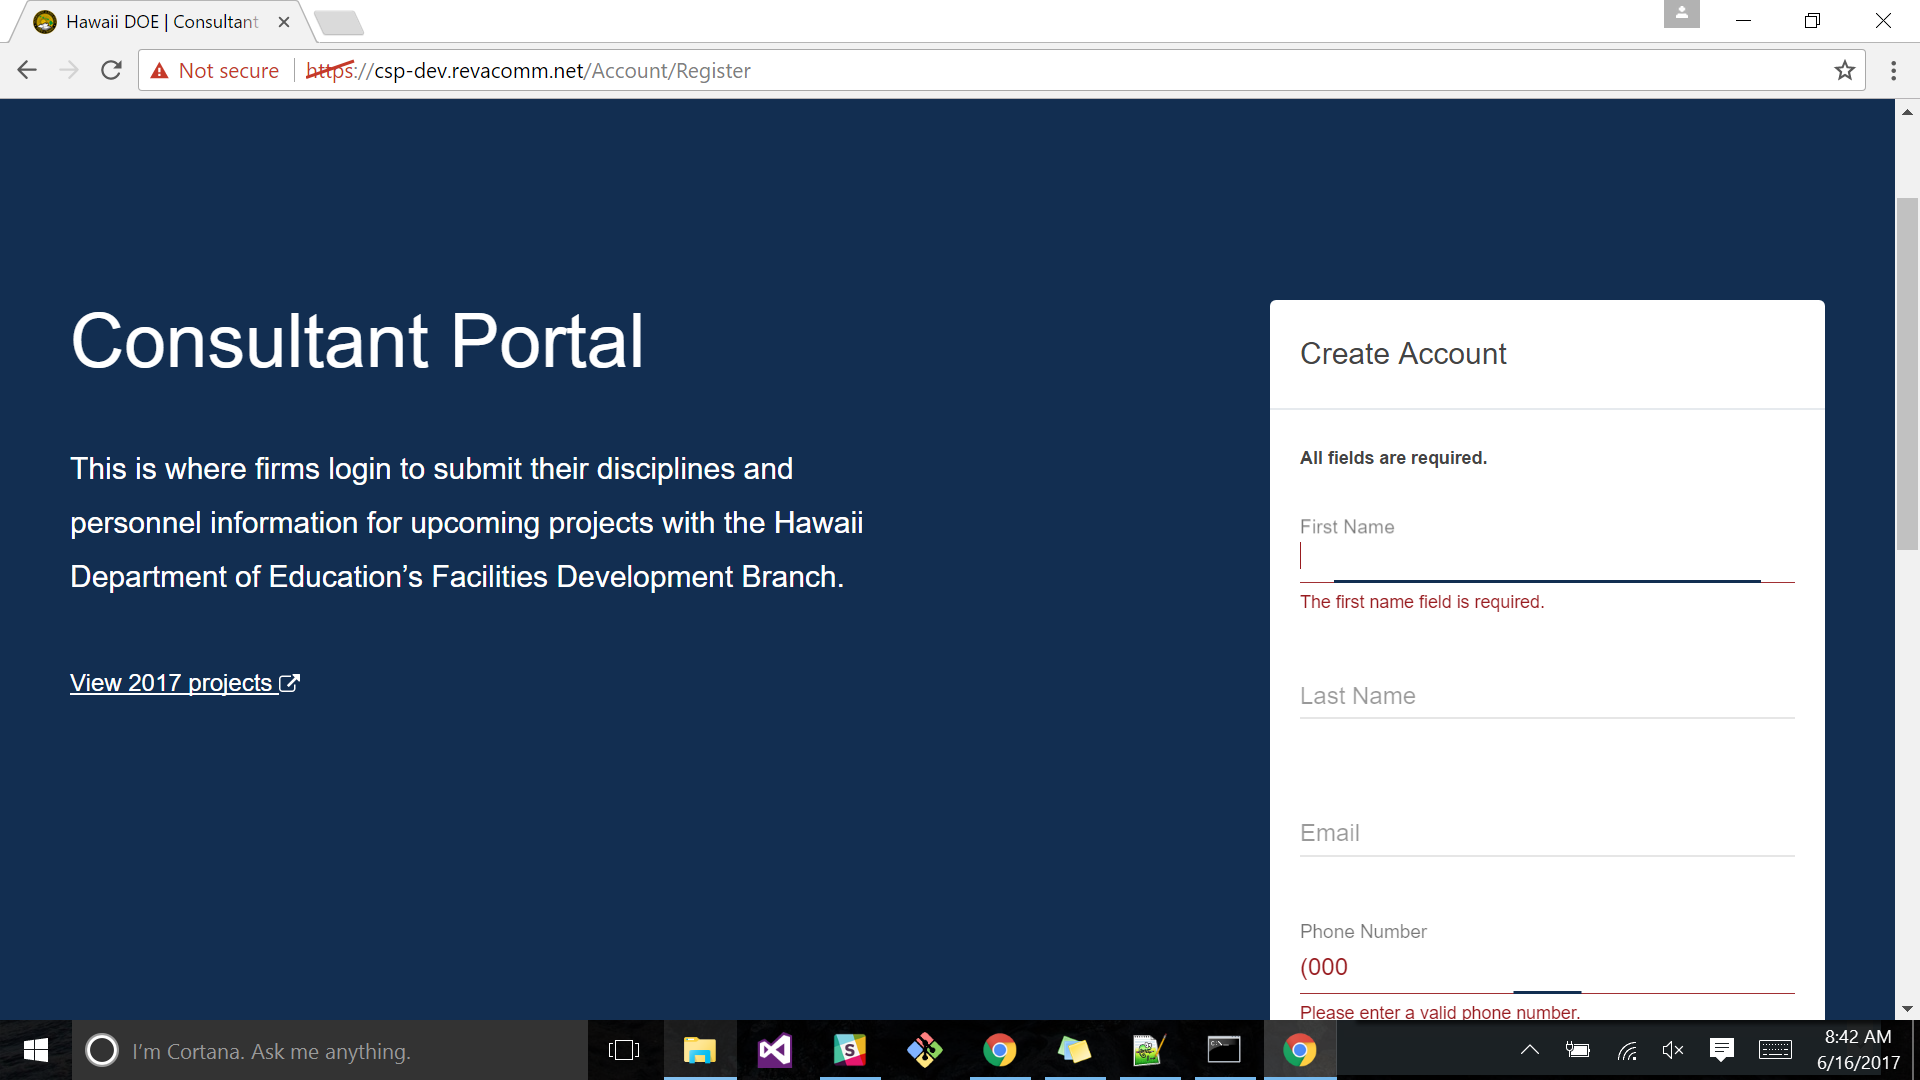 Hawaii DOE | Consultant
Not secure
https://csp-dev.revacomm.net/Account/Register
Consultant Portal
This is where firms login to submit their disciplines and
personnel information for upcoming projects with the Hawaii
Department of Education’s Facilities Development Branch.
View 2017 projects
Create Account
All fields are required.
First Name
The first name field is required.
Last Name
Email
Phone Number
(000
Please enter a valid phone number.
I’m Cortana. Ask me anything.
8:42 AM
6/16/2017